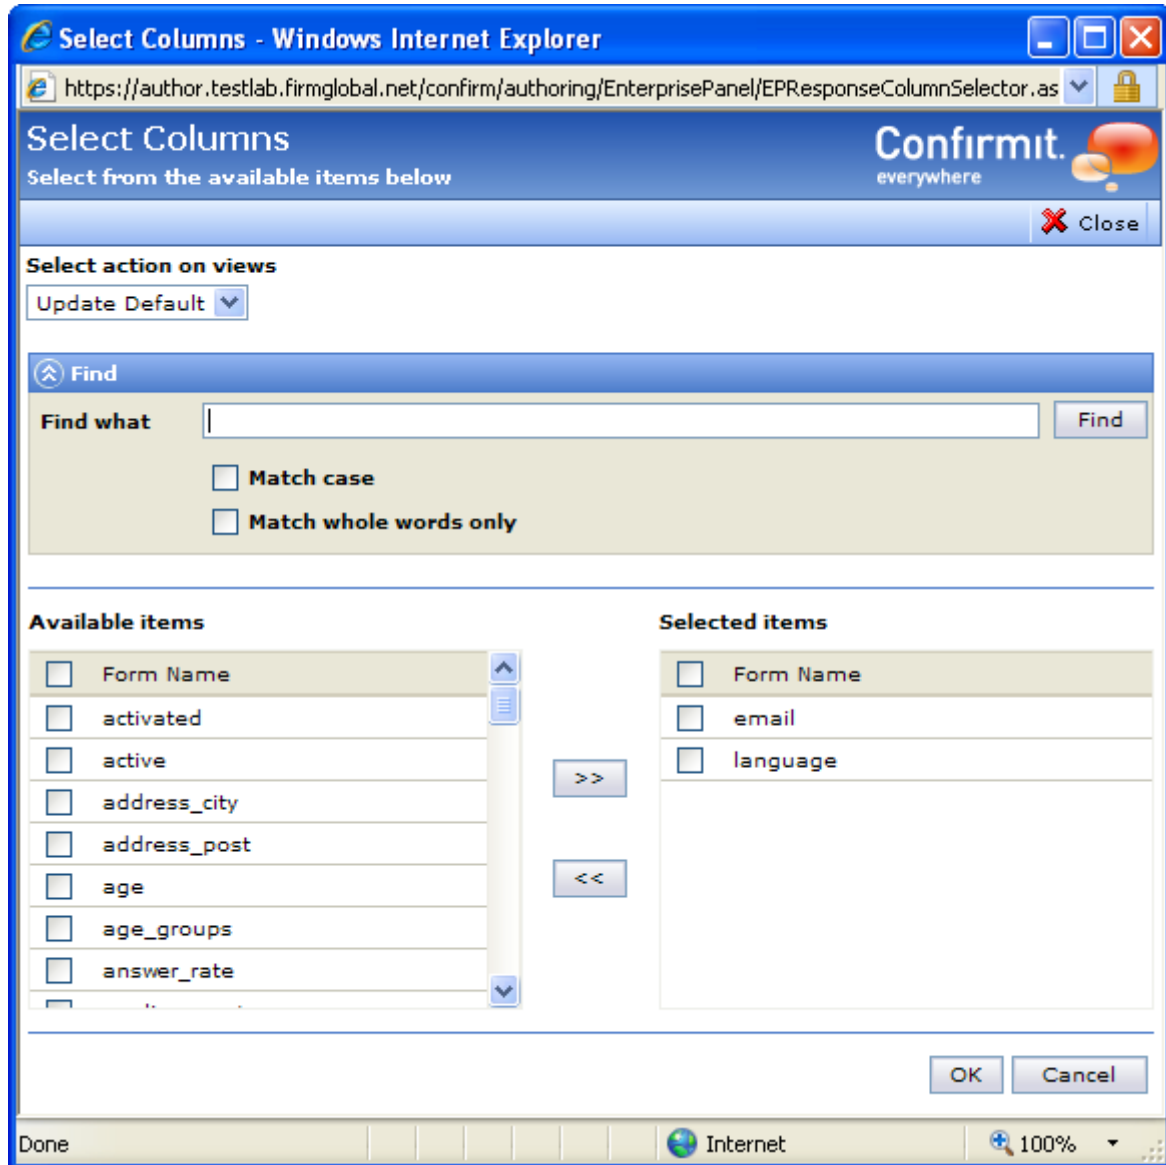 Select Columns - Windows Internet Explorer
https://author.testlab.firmglobal.net/confirm/authoring/EnterprisePanel/EPResponseColumnSelector.as
Select Columns
Select from the available items below
Confirmit.
everywhere
Close
Select action on views
Update Default
Find
Find what
Find
Match case
Match whole words only
Available items
Selected items
Form Name
Form Name
activated
email
active
language
address_city
>>
address_post
age
<<
age_groups
answer_rate
OK
Cancel
Done
Internet
100%